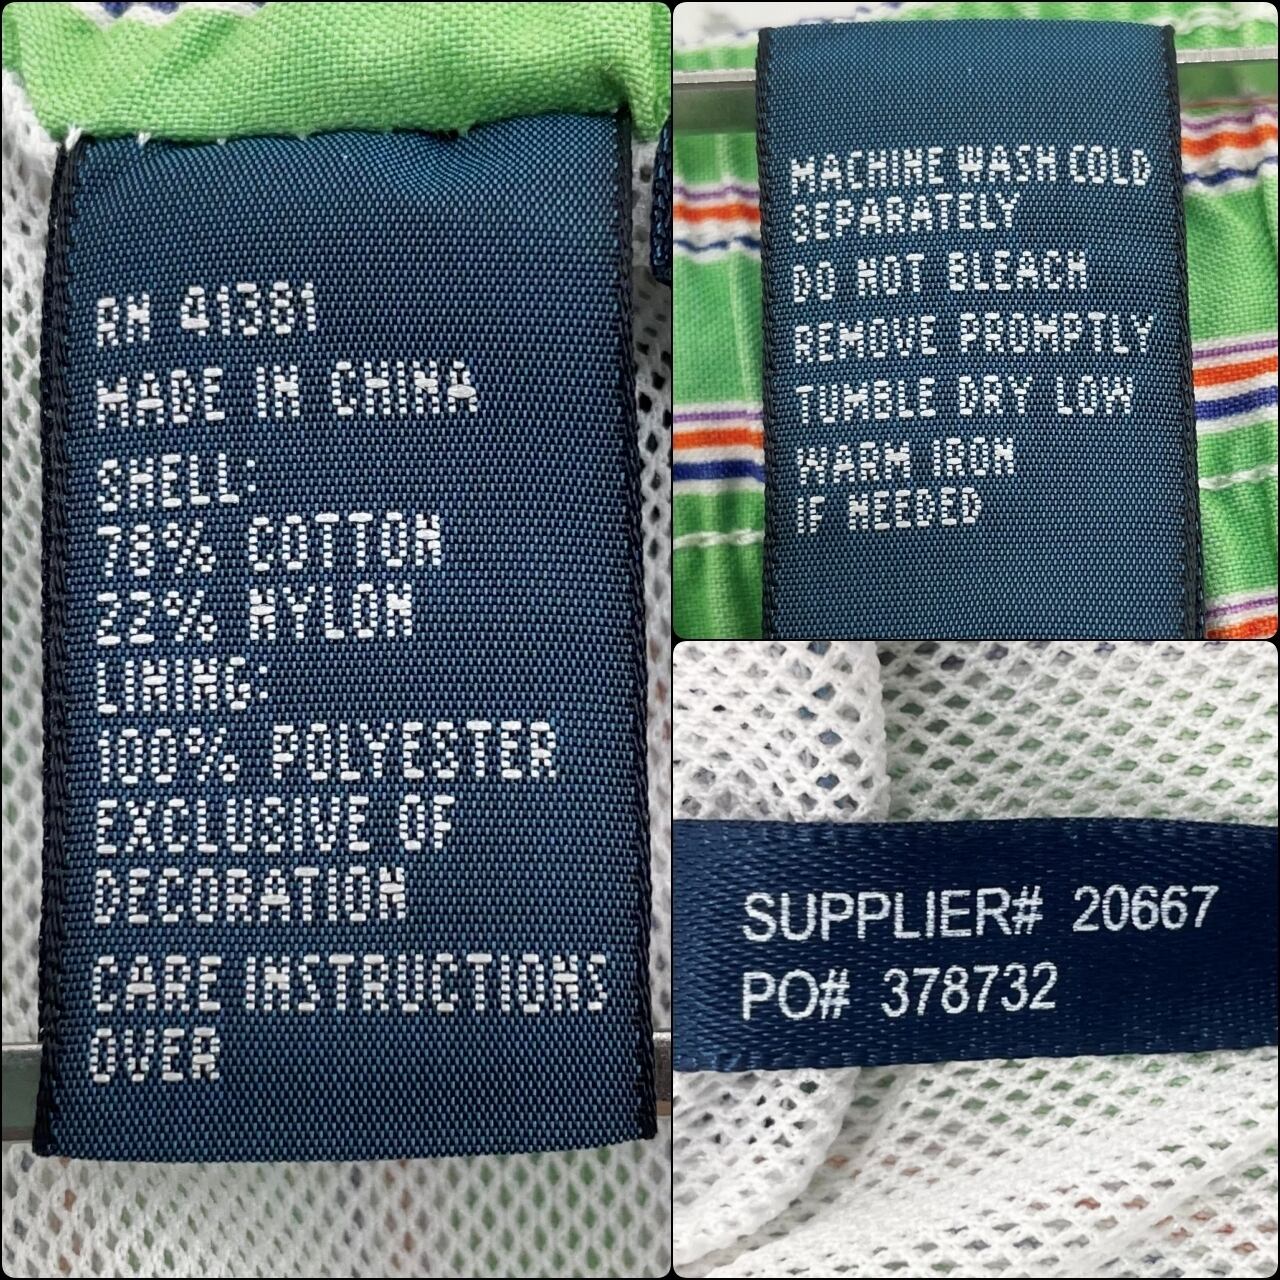 RN 41381
MADE IN CHINA
SHELL:
78% COTTON
22% NYLON
LINING:
100% POLYESTER
EXCLUSIVE OF
DECORATION
CARE INSTRUCTIONS
OVER
MACHINE WASH COLD
SEPARATELY
DO NOT BLEACH
REMOVE PROMPTLY
TUMBLE DRY LOW
WARM IRON
IF NEEDED
SUPPLIER# 20667
PO# 378732